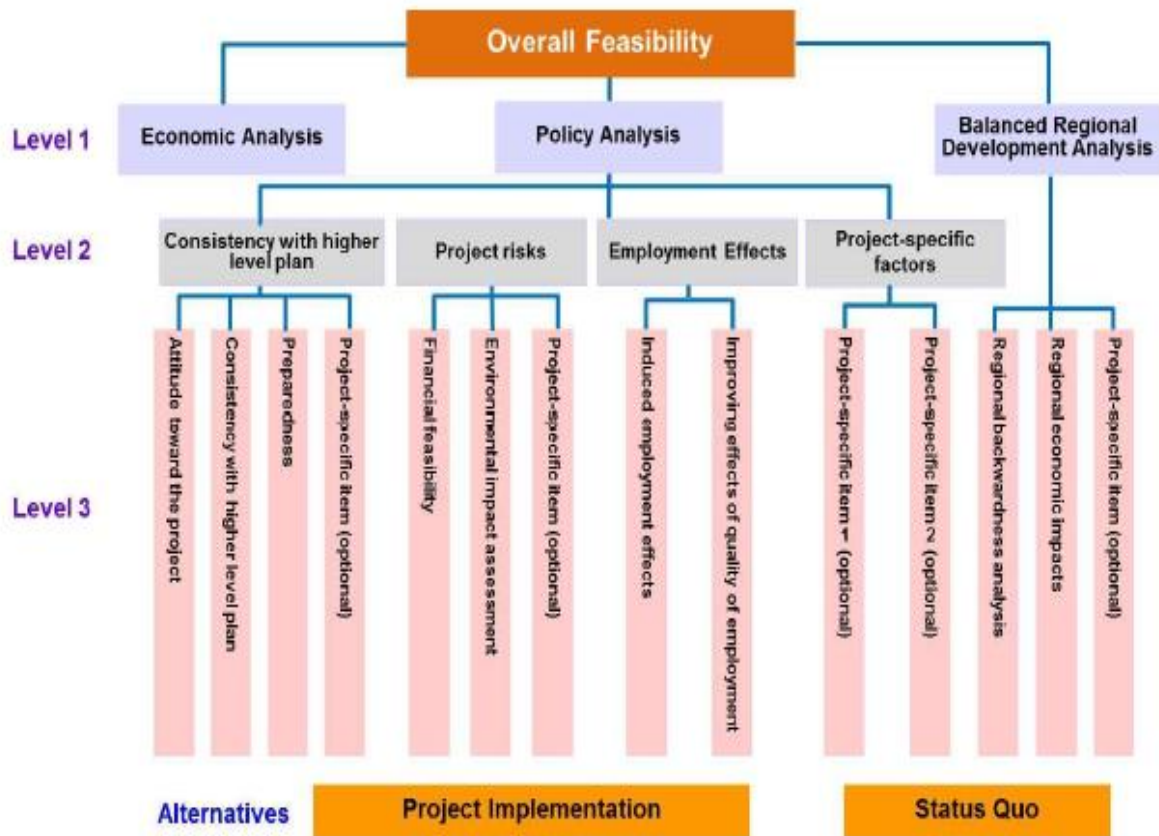 Overall Feasibility
Level 1
Economic Analysis
Policy Analysis
Balanced Regional
Development Analysis
Level 2
Consistency with higher
level plan
Project risks
Employment Effects
Project-specific
factors
Level 3
Attitude toward the project
Consistency with higher level plan
Preparedness
Project-specific item (optional)
Financial feasibility
Environmental impact assessment
Project-specific item (optional)
Induced employment effects
Improving effects of quality of employment
Project-specific item 1 (optional)
Project-specific item 2 (optional)
Regional backwardness analysis
Regional economic impacts
Project-specific item (optional)
Alternatives
Project Implementation
Status Quo